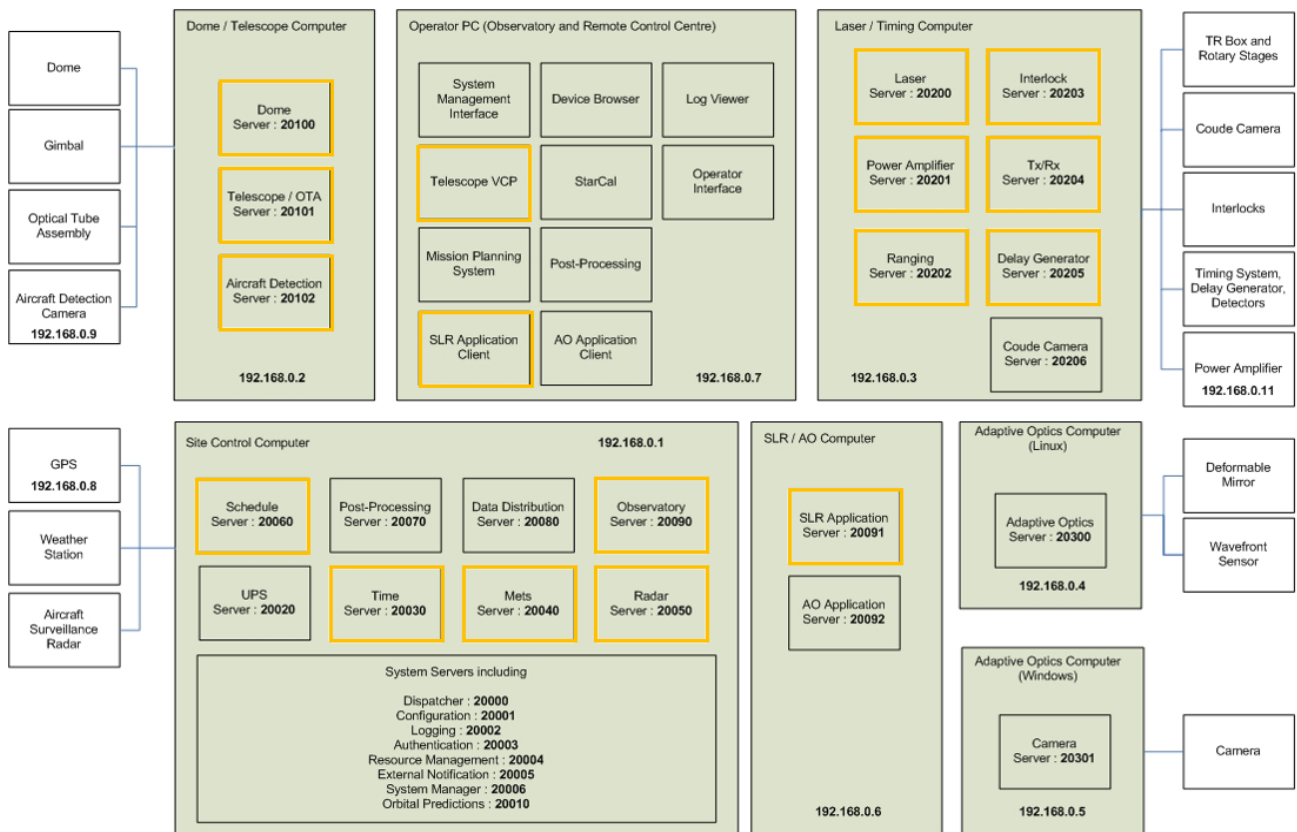 Dome / Telescope Computer
Operator PC (Observatory and Remote Control Centre)
Laser / Timing Computer
Dome
Gimbal
Optical Tube
Assembly
Aircraft Detection
Camera
192.168.0.9
Dome
Server : 20100
Telescope / OTA
Server : 20101
Aircraft Detection
Server : 20102
192.168.0.2
System
Management
Interface
Device Browser
Log Viewer
Telescope VCP
StarCal
Operator
Interface
Mission Planning
System
Post-Processing
SLR Application
Client
AO Application
Client
192.168.0.7
Laser
Server : 20200
Interlock
Server : 20203
Power Amplifier
Server : 20201
Tx/Rx
Server : 20204
Ranging
Server : 20202
Delay Generator
Server : 20205
Coude Camera
Server : 20206
192.168.0.3
TR Box and
Rotary Stages
Coude Camera
Interlocks
Timing System,
Delay Generator,
Detectors
Power Amplifier
192.168.0.11
GPS
192.168.0.8
Weather
Station
Aircraft
Surveillance
Radar
Site Control Computer
192.168.0.1
Schedule
Server : 20060
Post-Processing
Server : 20070
Data Distribution
Server : 20080
Observatory
Server : 20090
UPS
Server : 20020
Time
Server : 20030
Mets
Server : 20040
Radar
Server : 20050
System Servers including
Dispatcher : 20000
Configuration : 20001
Logging : 20002
Authentication : 20003
Resource Management : 20004
External Notification : 20005
System Manager : 20006
Orbital Predictions : 20010
SLR / AO Computer
SLR Application
Server : 20091
AO Application
Server : 20092
192.168.0.6
Adaptive Optics Computer
(Linux)
Adaptive Optics
Server : 20300
192.168.0.4
Deformable
Mirror
Wavefront
Sensor
Adaptive Optics Computer
(Windows)
Camera
Server : 20301
192.168.0.5
Camera